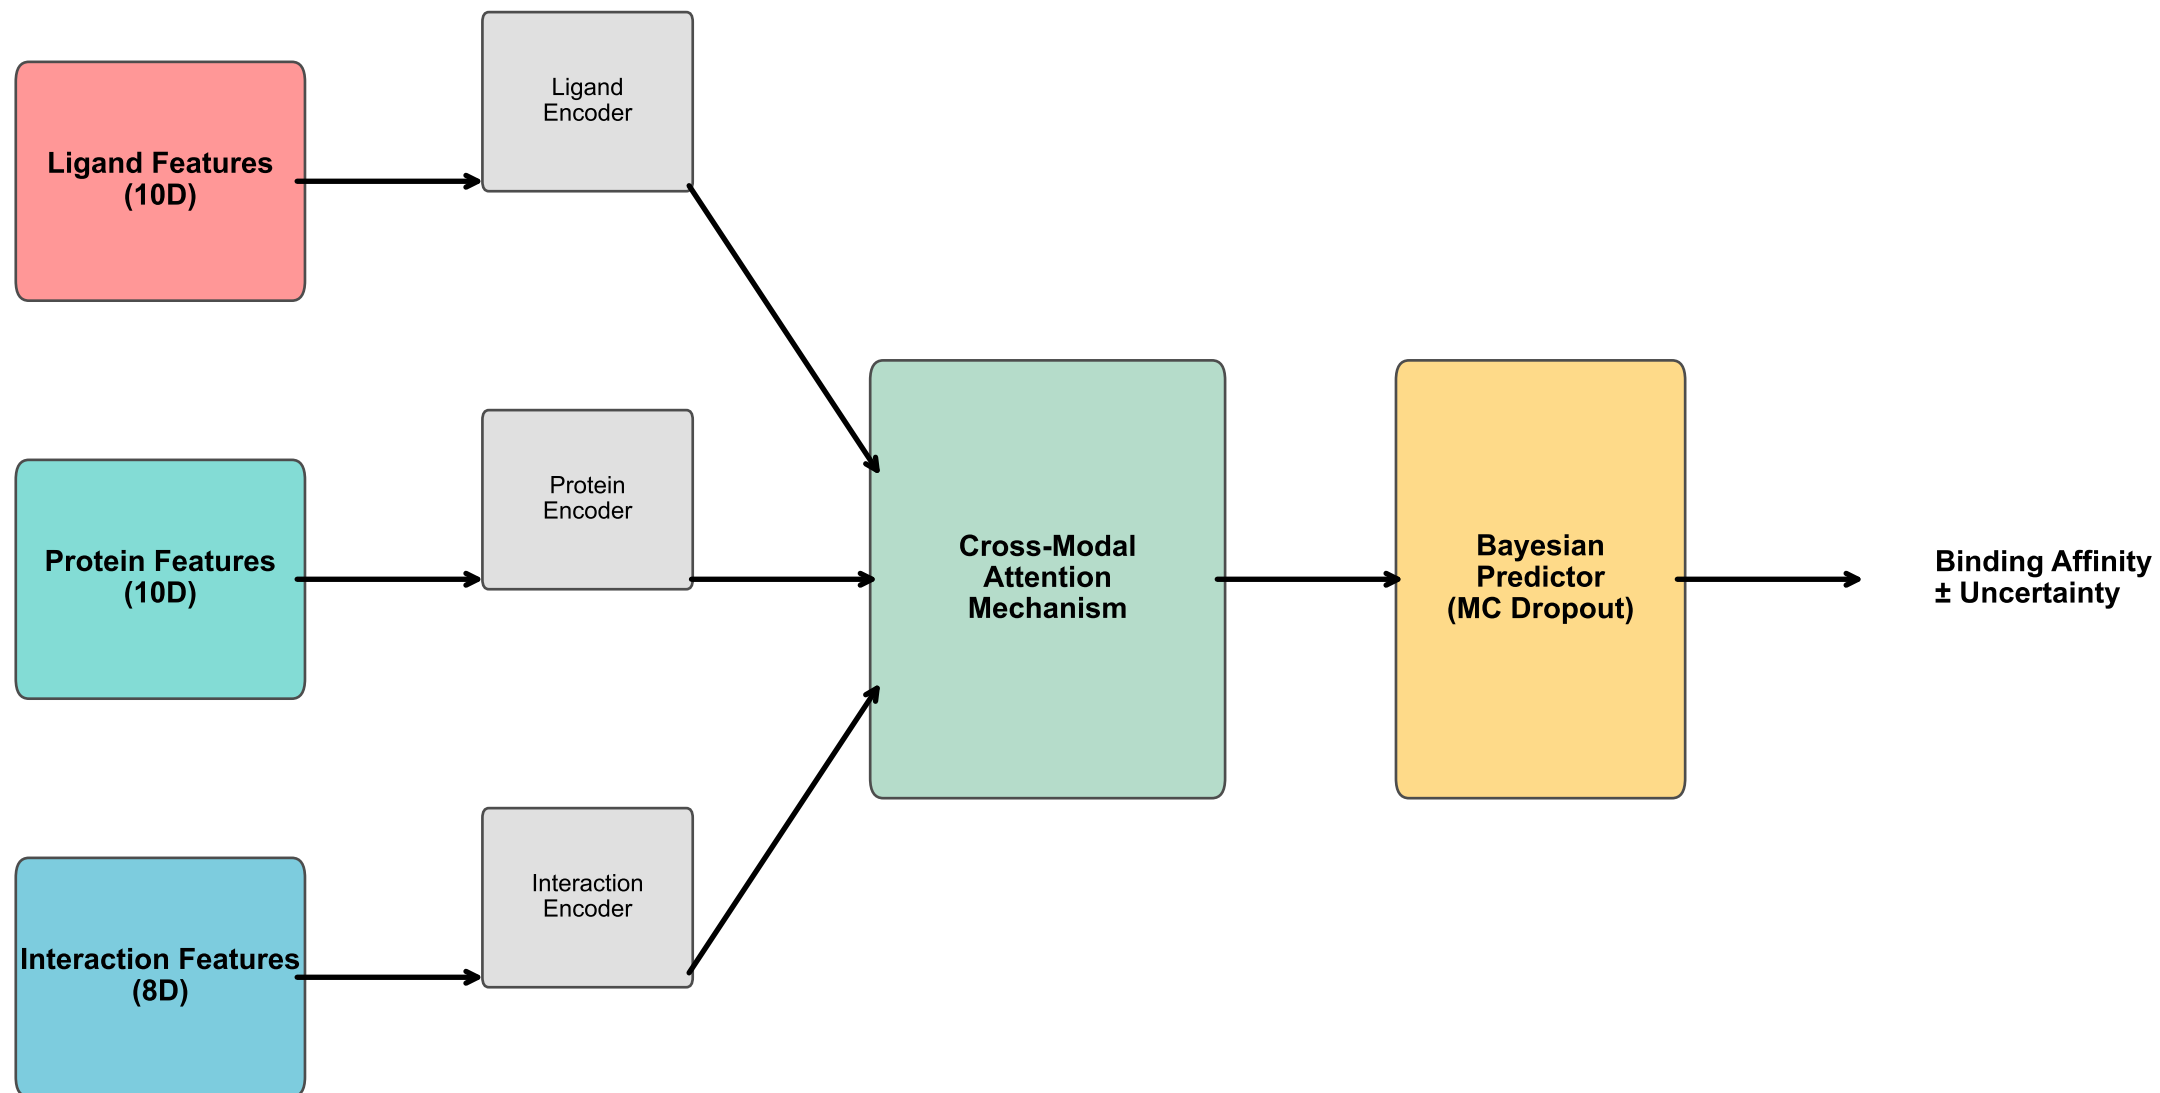 Ligand
Encoder
Ligand Features
(10D)
Protein
Encoder
Protein Features
(10D)
Interaction
Encoder
Interaction Features
(8D)
Cross-Modal
Attention
Mechanism
Bayesian
Predictor
(MC Dropout)
Binding Affinity
± Uncertainty